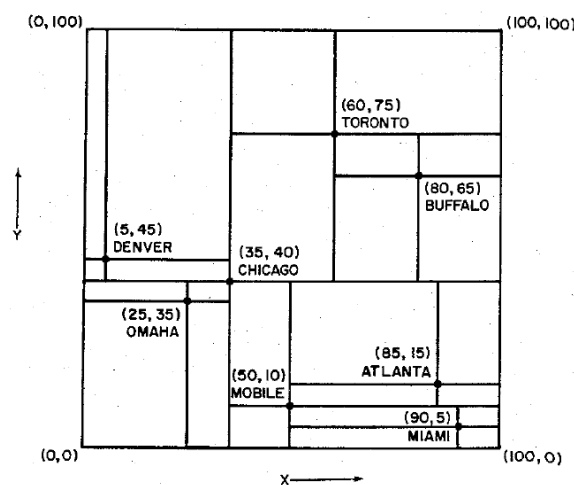 (0,100)
(100,100)
(60,75)
TORONTO
(80,65)
BUFFALO
Y
(5,45)
DENVER
(35,40)
CHICAGO
(25,35)
OMAHA
(85,15)
ATLANTA
(50,10)
MOBILE
(90,5)
MIAMI
(0,0)
(100,0)
X